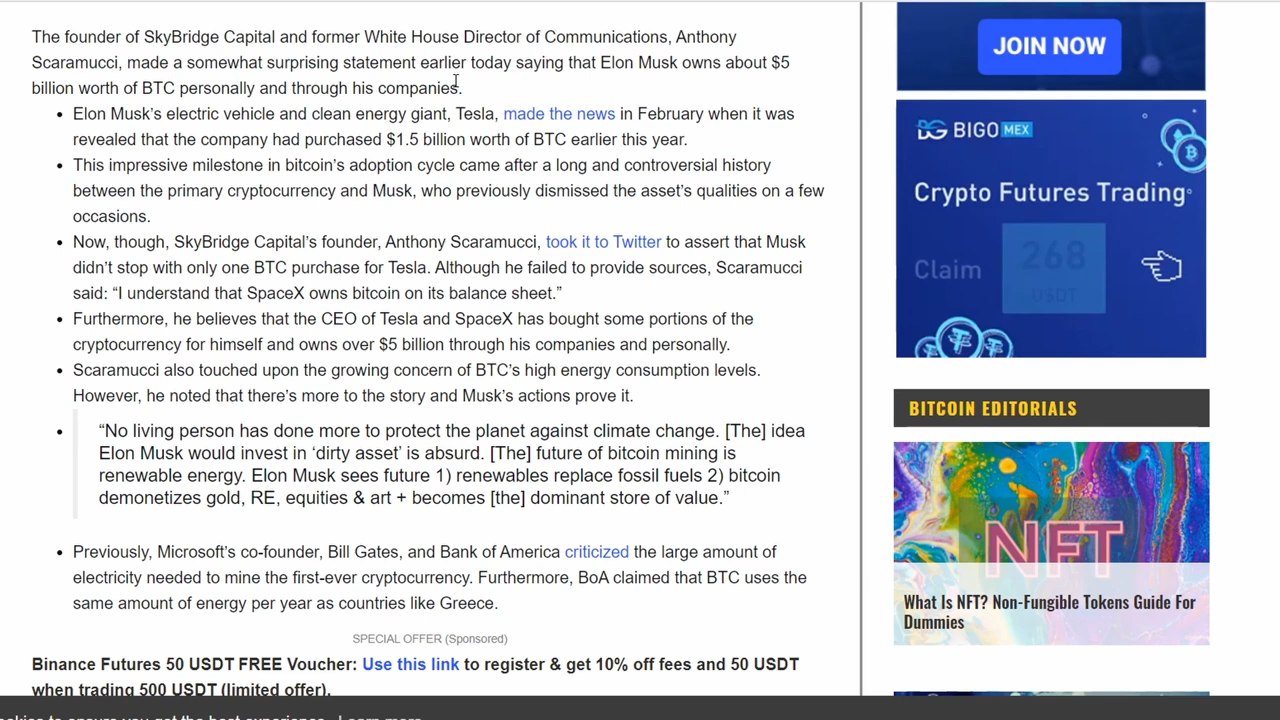 The founder of SkyBridge Capital and former White House Director of Communications, Anthony
Scaramucci, made a somewhat surprising statement earlier today saying that Elon Musk owns about $5
billion worth of BTC personally and through his companies.
• Elon Musk’s electric vehicle and clean energy giant, Tesla, made the news in February when it was
revealed that the company had purchased $1.5 billion worth of BTC earlier this year.
• This impressive milestone in bitcoin’s adoption cycle came after a long and controversial history
between the primary cryptocurrency and Musk, who previously dismissed the asset’s qualities on a few
occasions.
• Now, though, SkyBridge Capital’s founder, Anthony Scaramucci, took it to Twitter to assert that Musk
didn’t stop with only one BTC purchase for Tesla. Although he failed to provide sources, Scaramucci
said: “I understand that SpaceX owns bitcoin on its balance sheet.”
• Furthermore, he believes that the CEO of Tesla and SpaceX has bought some portions of the
cryptocurrency for himself and owns over $5 billion through his companies and personally.
• Scaramucci also touched upon the growing concern of BTC’s high energy consumption levels.
However, he noted that there’s more to the story and Musk’s actions prove it.
• “No living person has done more to protect the planet against climate change. [The] idea
Elon Musk would invest in ‘dirty asset’ is absurd. [The] future of bitcoin mining is
renewable energy. Elon Musk sees future 1) renewables replace fossil fuels 2) bitcoin
demonetizes gold, RE, equities & art + becomes [the] dominant store of value.”
• Previously, Microsoft’s co-founder, Bill Gates, and Bank of America criticized the large amount of
electricity needed to mine the first-ever cryptocurrency. Furthermore, BoA claimed that BTC uses the
same amount of energy per year as countries like Greece.
SPECIAL OFFER (Sponsored)
Binance Futures 50 USDT FREE Voucher: Use this link to register & get 10% off fees and 50 USDT
when trading 500 USDT (limited offer).
JOIN NOW
BIGO MEX
Crypto Futures Trading
Claim 268
USDT
BITCOIN EDITORIALS
NFT
What Is NFT? Non-Fungible Tokens Guide For
Dummies